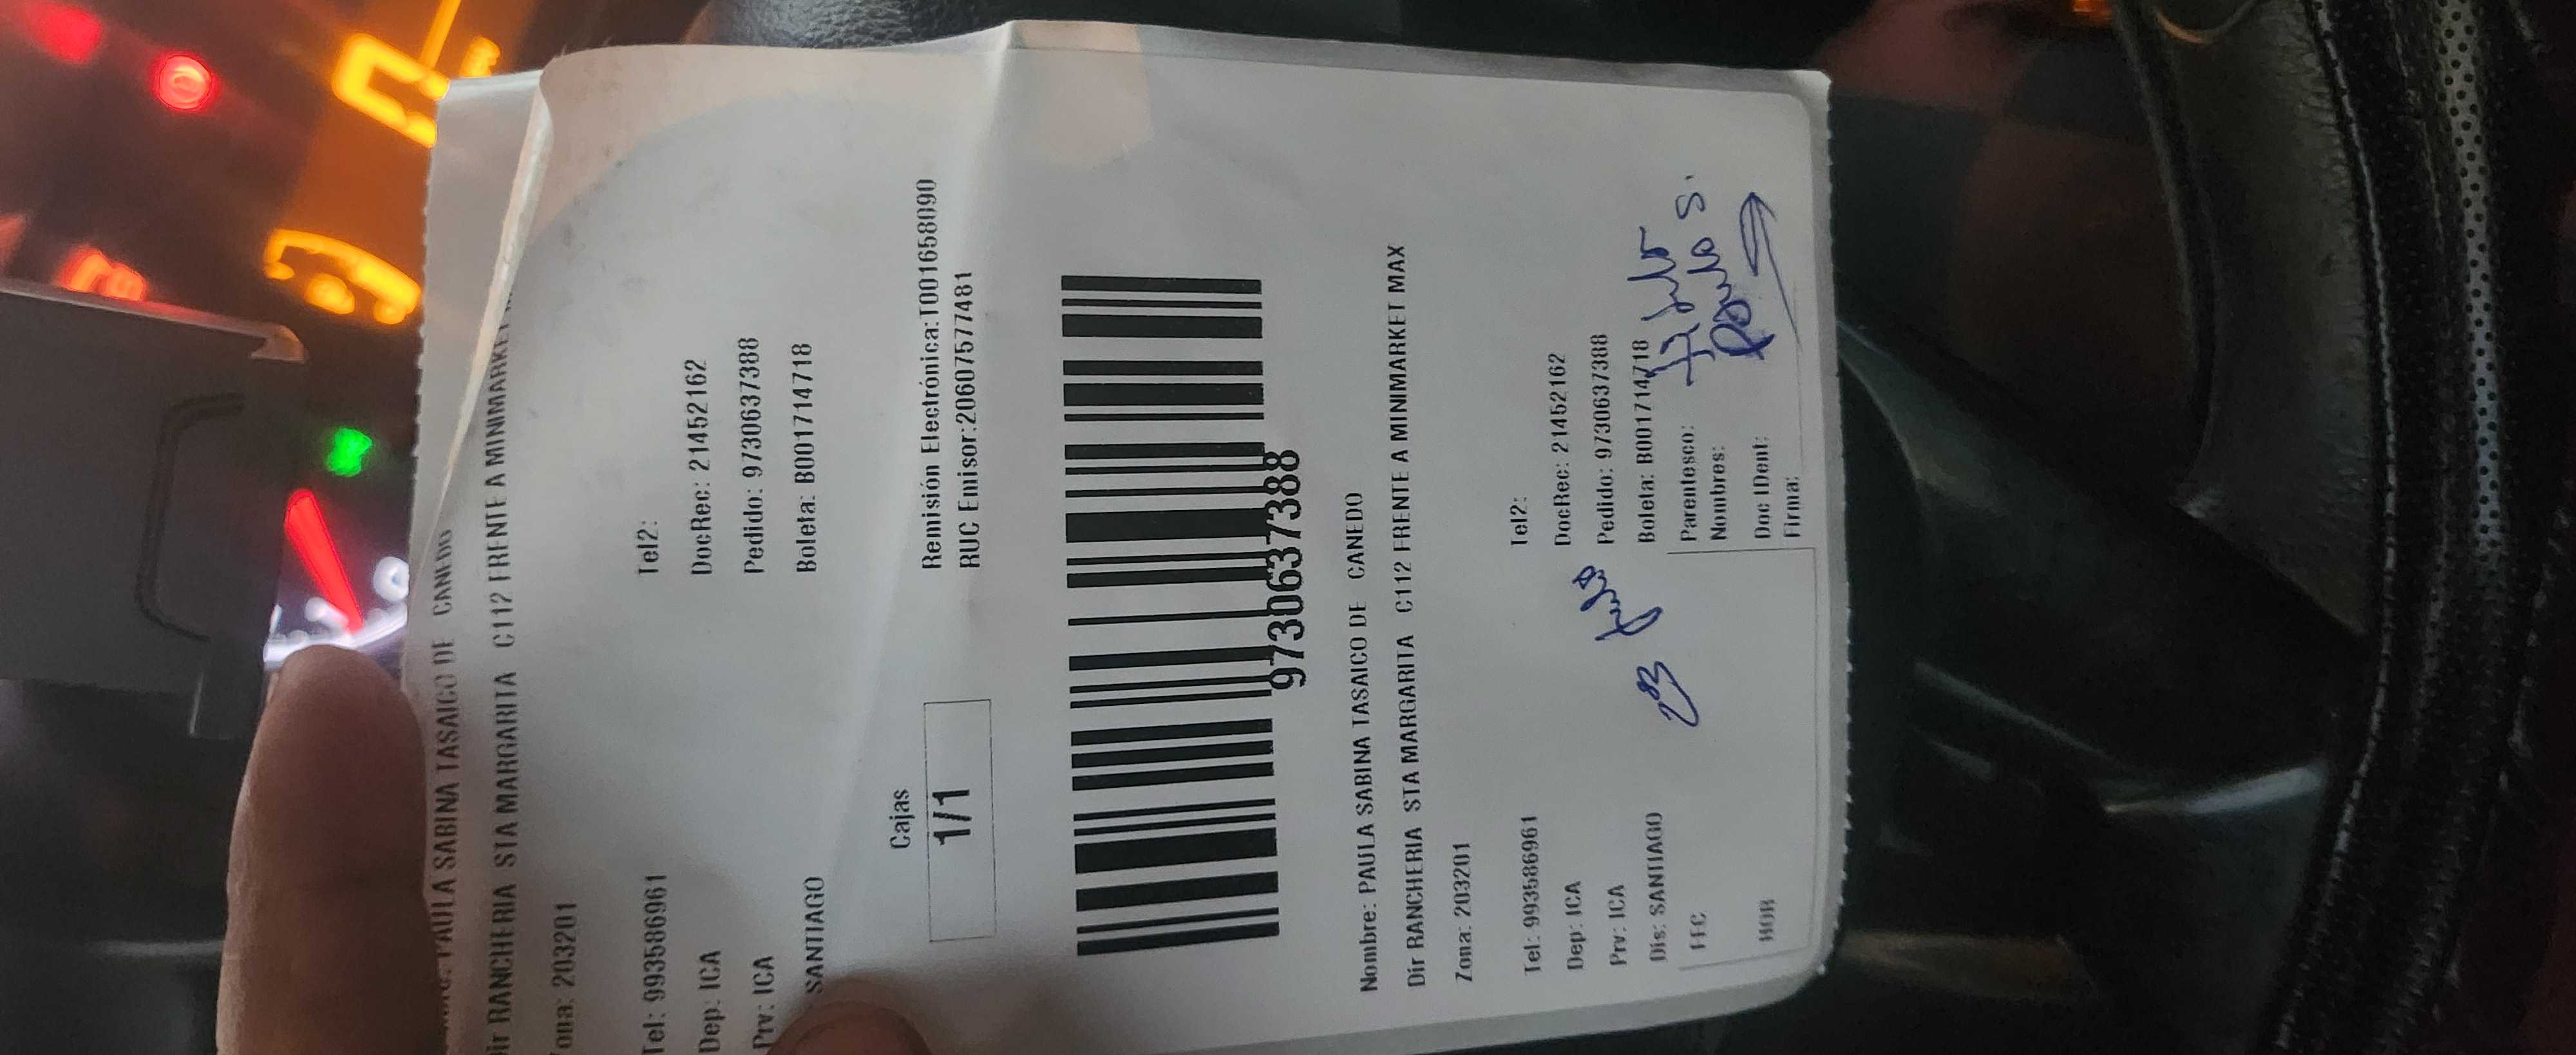 PAULA SABINA TASAICO DE CANEDO
Dir RANCHERIA STA MARGARITA C112 FRENTE A MINIMARKET
Zona: 203201
Tel: 993586961 Tel2:
Dep: ICA DocRec: 21452162
Prv: ICA Pedido: 9730637388
SANTIAGO Boleta: B001714718
Cajas
1/1
Remisión Electrónica:T001658090
RUC Emisor:20607577481
9730637388
Nombre: PAULA SABINA TASAICO DE CANEDO
Dir RANCHERIA STA MARGARITA C112 FRENTE A MINIMARKET MAX
Zona: 203201
Tel: 993586961 Tel2:
Dep: ICA DocRec: 21452162
Prv: ICA Pedido: 9730637388
Dis: SANTIAGO Boleta: B001714718
FEC
HOR
Parentesco:
Nombres: Paula S.
Doc IDent:
Firma:
23